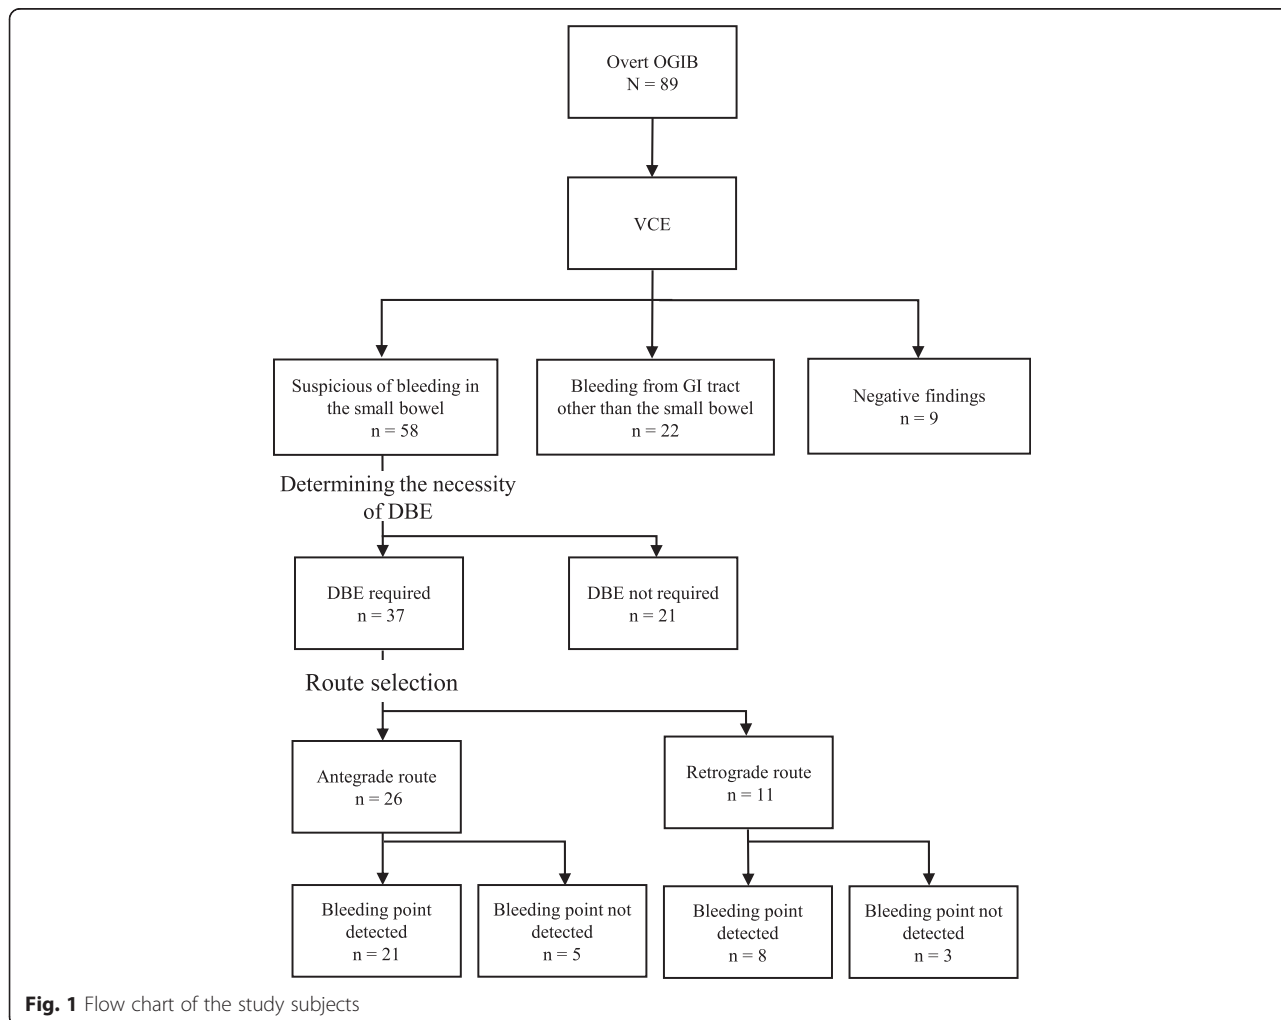 Overt OGIB
N = 89
VCE
Suspicious of bleeding in
the small bowel
n = 58
Bleeding from GI tract
other than the small bowel
n = 22
Negative findings
n = 9
Determining the necessity
of DBE
DBE required
n = 37
DBE not required
n = 21
Route selection
Antegrade route
n = 26
Retrograde route
n = 11
Bleeding point
detected
n = 21
Bleeding point not
detected
n = 5
Bleeding point
detected
n = 8
Bleeding point not
detected
n = 3
Fig. 1 Flow chart of the study subjects